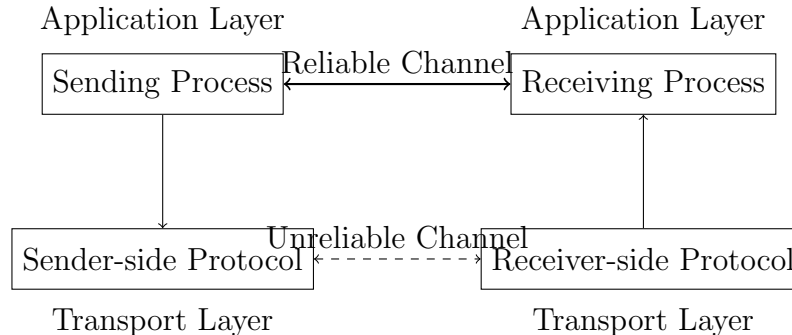 Application Layer
Application Layer
Sending Process
Reliable Channel
Receiving Process
Sender-side Protocol
Unreliable Channel
Receiver-side Protocol
Transport Layer
Transport Layer